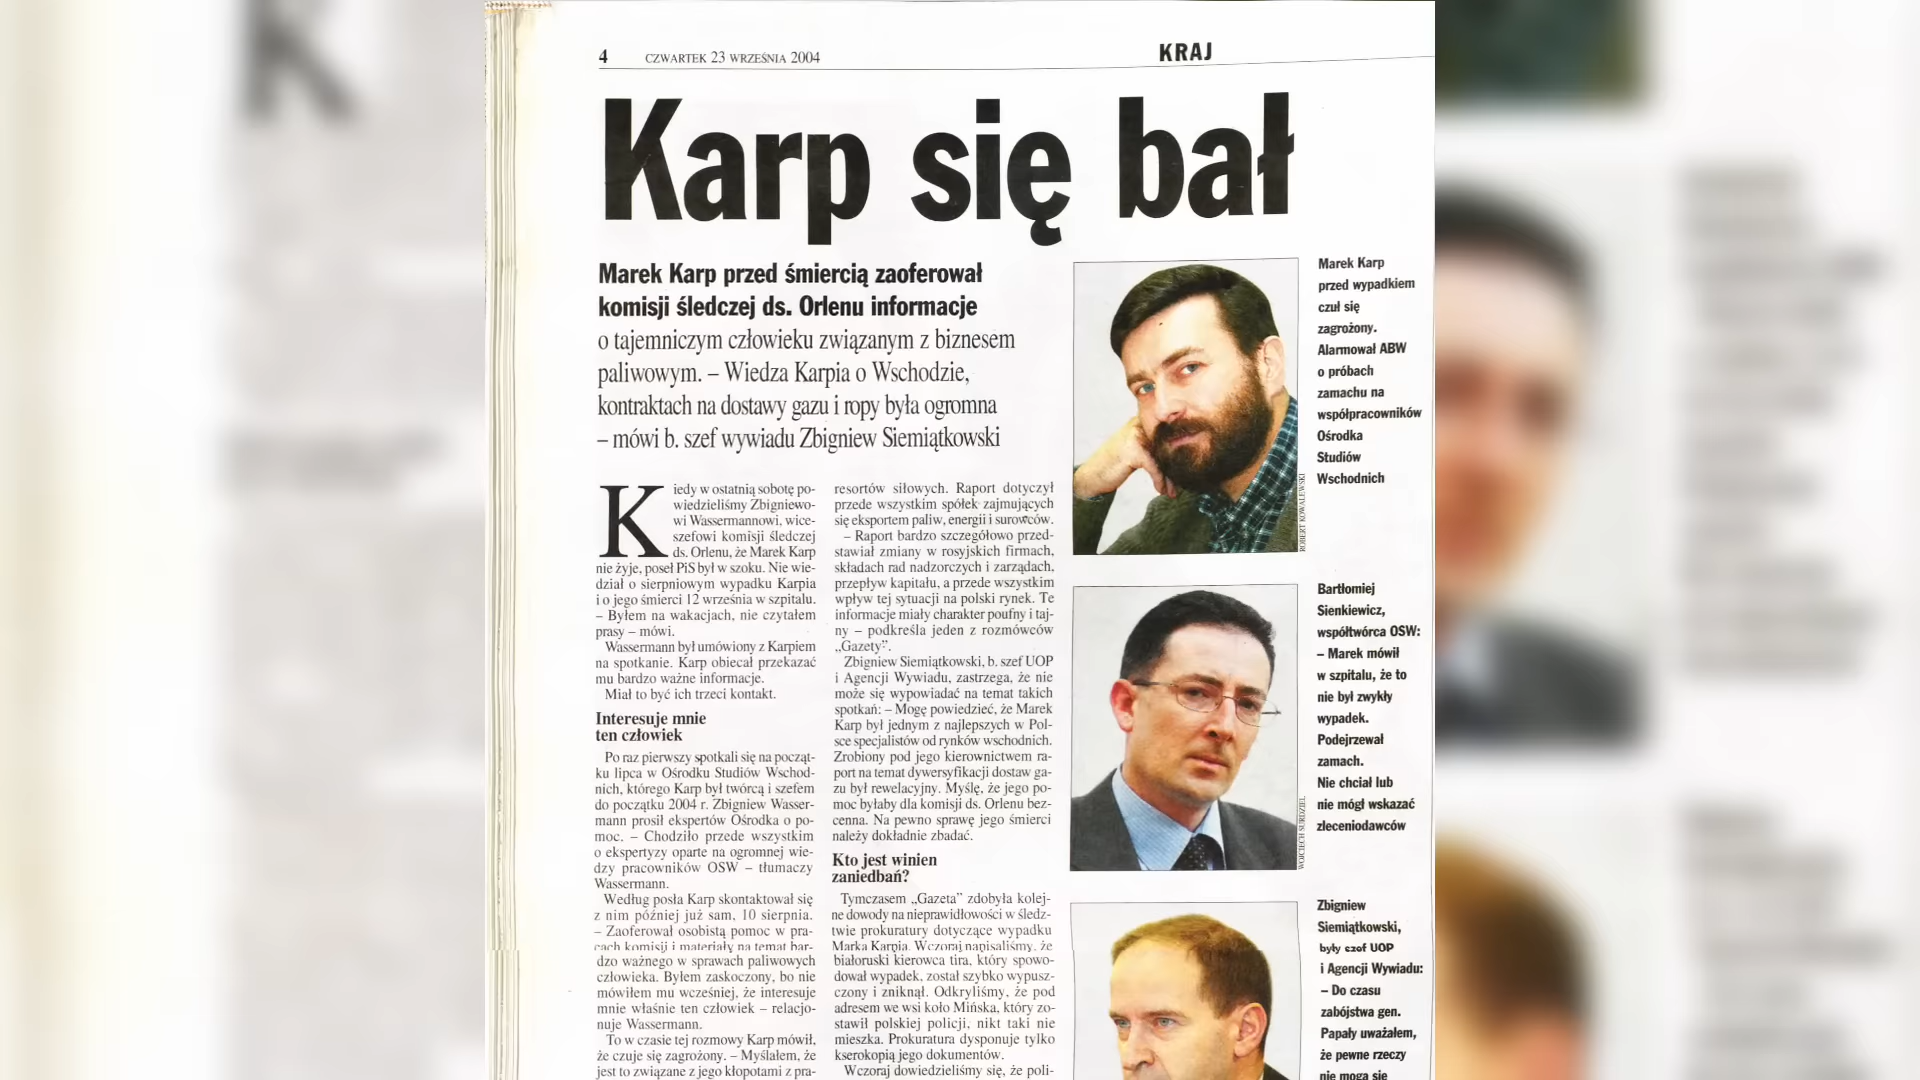 4
CZWARTEK 23 WRZEŚNIA 2004
KRAJ
Karp się bał
Marek Karp przed śmiercią zaoferował
komisji śledczej ds. Orlenu informacje
o tajemniczym człowieku związanym z biznesem
paliwowym. – Wiedza Karpia o Wschodzie,
kontraktach na dostawy gazu i ropy była ogromna
– mówi b. szef wywiadu Zbigniew Siemiątkowski
Kiedy w ostatnią sobotę po-
wiedzieliśmy Zbigniewo-
wi Wassermannowi, wice-
szefowi komisji śledczej
ds. Orlenu, że Marek Karp
nie żyje, poseł PiS był w szoku. Nie wie-
dział o sierpniowym wypadku Karpia
i o jego śmierci 12 września w szpitalu.
– Byłem na wakacjach, nie czytałem
prasy – mówi.
Wassermann był umówiony z Karpiem
na spotkanie. Karp obiecał przekazać
mu bardzo ważne informacje.
Miał to być ich trzeci kontakt.
Interesuje mnie
ten człowiek
Po raz pierwszy spotkali się na począt-
ku lipca w Ośrodku Studiów Wschod-
nich, którego Karp był twórcą i szefem
do początku 2004 r. Zbigniew Wasser-
mann prosił ekspertów Ośrodka o po-
moc. – Chodziło przede wszystkim
o ekspertyzy oparte na ogromnej wie-
dzy pracowników OSW – tłumaczy
Wassermann.
Według posła Karp skontaktował się
z nim później już sam, 10 sierpnia.
– Zaoferował osobistą pomoc w pra-
cach komisji i materiały na temat bar-
dzo ważnego w sprawach paliwowych
człowieka. Byłem zaskoczony, bo nie
mówiłem mu wcześniej, że interesuje
mnie właśnie ten człowiek – relacjo-
nuje Wassermann.
To w czasie tej rozmowy Karp mówił,
że czuje się zagrożony. – Myślałem, że
jest to związane z jego kłopotami z pra-
resortów siłowych. Raport dotyczył
przede wszystkim spółek zajmujących
się eksportem paliw, energii i surowców.
– Raport bardzo szczegółowo przed-
stawiał zmiany w rosyjskich firmach,
składach rad nadzorczych i zarządach,
przepływ kapitału, a przede wszystkim
wpływ tej sytuacji na polski rynek. Te
informacje miały charakter poufny i taj-
ny – podkreśla jeden z rozmówców
„Gazety”.
Zbigniew Siemiątkowski, b. szef UOP
i Agencji Wywiadu, zastrzega, że nie
może się wypowiadać na temat takich
spotkań: – Mogę powiedzieć, że Marek
Karp był jednym z najlepszych w Pol-
sce specjalistów od rynków wschodnich.
Zrobiony pod jego kierownictwem ra-
port na temat dywersyfikacji dostaw ga-
zu był rewelacyjny. Myślę, że jego po-
moc byłaby dla komisji ds. Orlenu bez-
cenna. Na pewno sprawę jego śmierci
należy dokładnie zbadać.
Kto jest winien
zaniedbań?
Tymczasem „Gazeta” zdobyła kolej-
ne dowody na nieprawidłowości w śledz-
twie prokuratury dotyczące wypadku
Marka Karpia. Wczoraj napisaliśmy, że
białoruski kierowca tira, który spowo-
dował wypadek, został szybko wypusz-
czony i zniknął. Odkryliśmy, że pod
adresem we wsi koło Mińska, który zo-
stawił polskiej policji, nikt taki nie
mieszka. Prokuratura dysponuje tylko
kserokopią jego dokumentów.
Wczoraj dowiedzieliśmy się, że poli-
Marek Karp
przed wypadkiem
czuł się
zagrożony.
Alarmował ABW
o próbach
zamachu na
współpracowników
Ośrodka
Studiów
Wschodnich
ROBERT KOWALEWSKI
Bartłomiej
Sienkiewicz,
współtwórca OSW:
– Marek mówił
w szpitalu, że to
nie był zwykły
wypadek.
Podejrzewał
zamach.
Nie chciał lub
nie mógł wskazać
zleceniodawców
WOJCIECH SURDZIEL
Zbigniew
Siemiątkowski,
były szef UOP
i Agencji Wywiadu:
– Do czasu
zabójstwa gen.
Papały uważałem,
że pewne rzeczy
nie mogą się